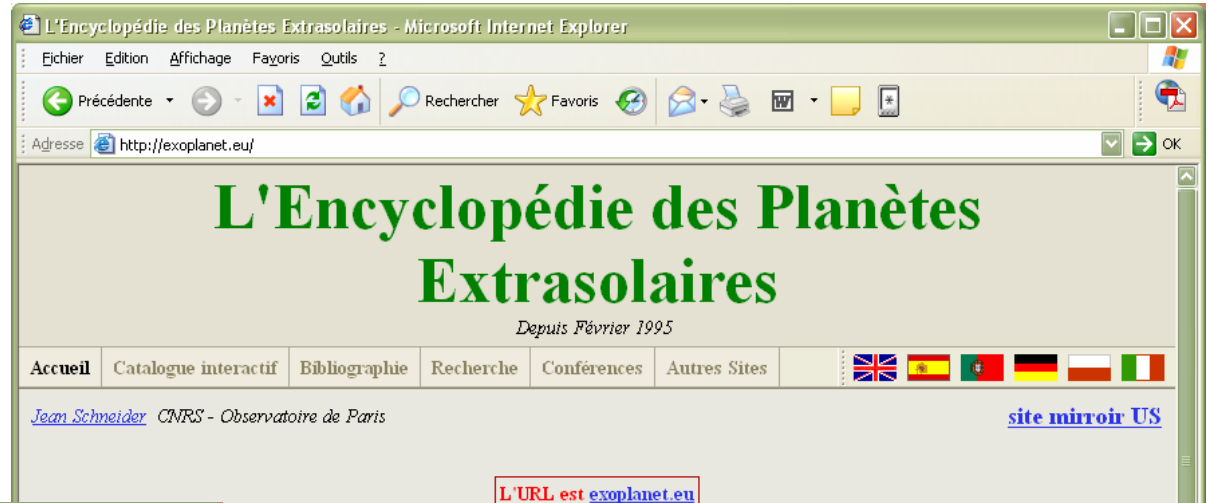 L'Encyclopédie des Planètes Extrasolaires - Microsoft Internet Explorer
Fichier Edition Affichage Favoris Outils ?
Précédente Rechercher Favoris
Adresse http://exoplanet.eu/ OK
L'Encyclopédie des Planètes
Extrasolaires
Depuis Février 1995
Accueil Catalogue interactif Bibliographie Recherche Conférences Autres Sites
Jean Schneider CNRS - Observatoire de Paris site mirroir US
L'URL est exoplanet.eu